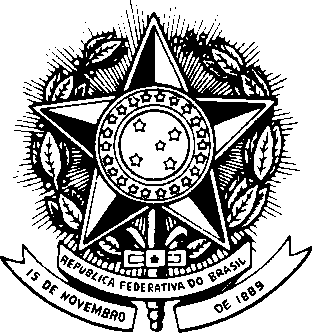 REPUBLICA FEDERATIVA DO BRASIL
15 DE NOVEMBRO
DE 1889